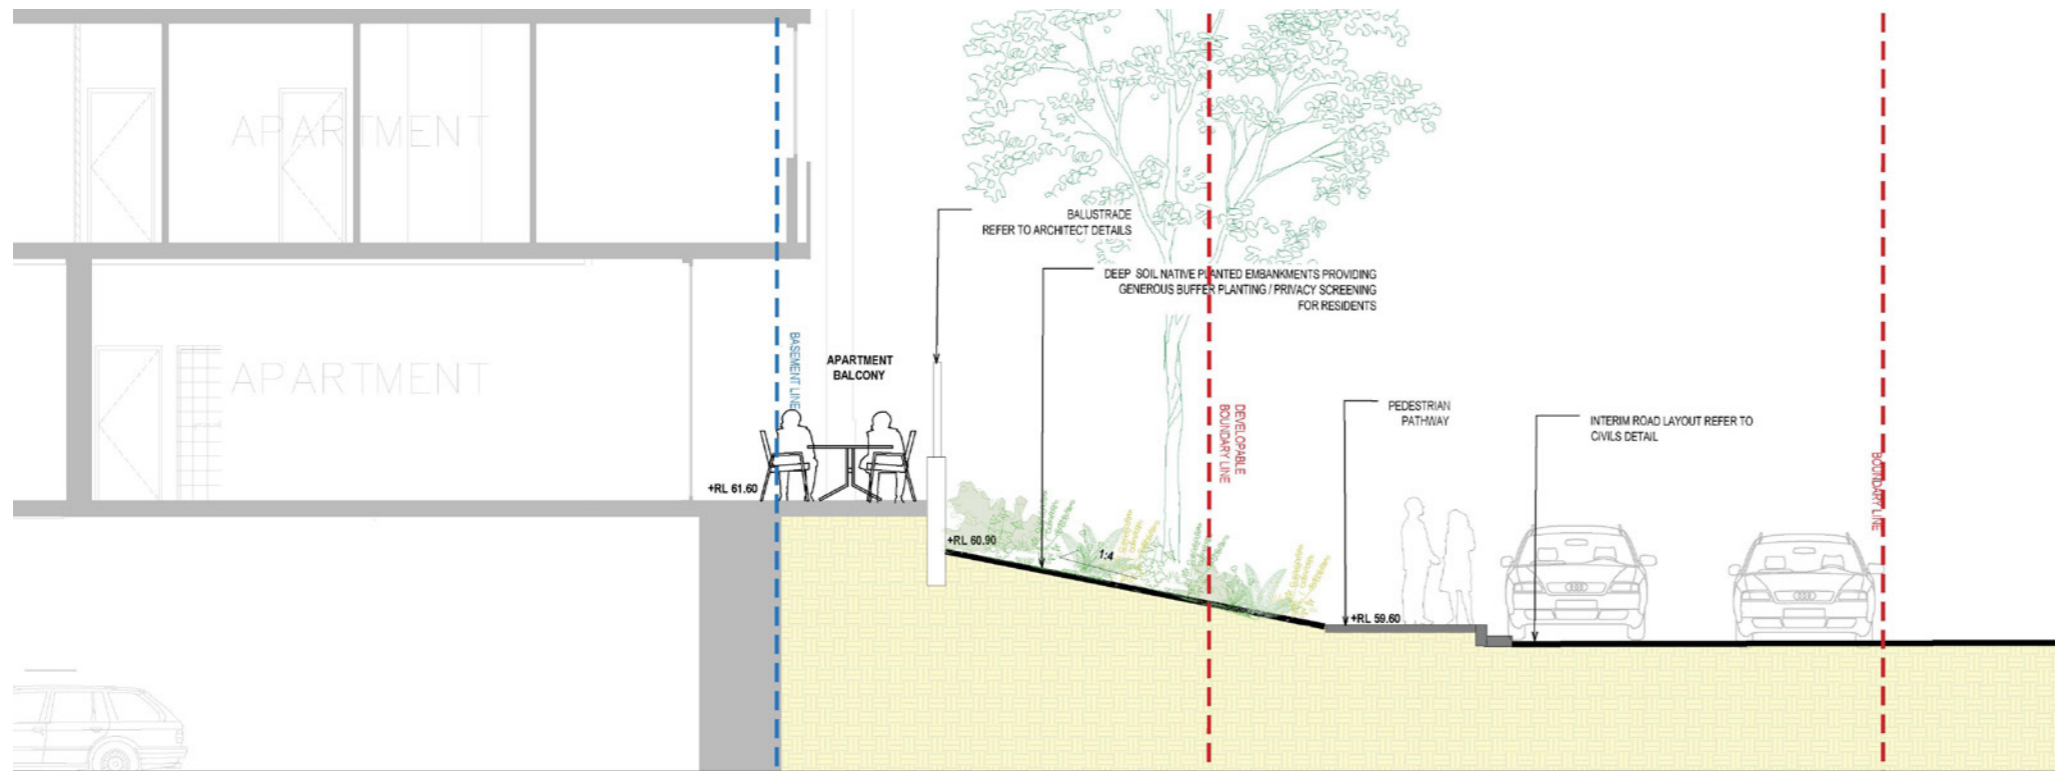 APARTMENT
BALUSTRADE
REFER TO ARCHITECT DETAILS
DEEP SOIL NATIVE PLANTED EMBANKMENTS PROVIDING
GENEROUS BUFFER PLANTING / PRIVACY SCREENING
FOR RESIDENTS
BASEMENT LINE
APARTMENT
BALCONY
APARTMENT
DEVELOPABLE
BOUNDARY LINE
PEDESTRIAN
PATHWAY
INTERIM ROAD LAYOUT REFER TO
CIVILS DETAIL
BOUNDARY LINE
+RL 61.60
+RL 60.90
1:4
+RL 59.60